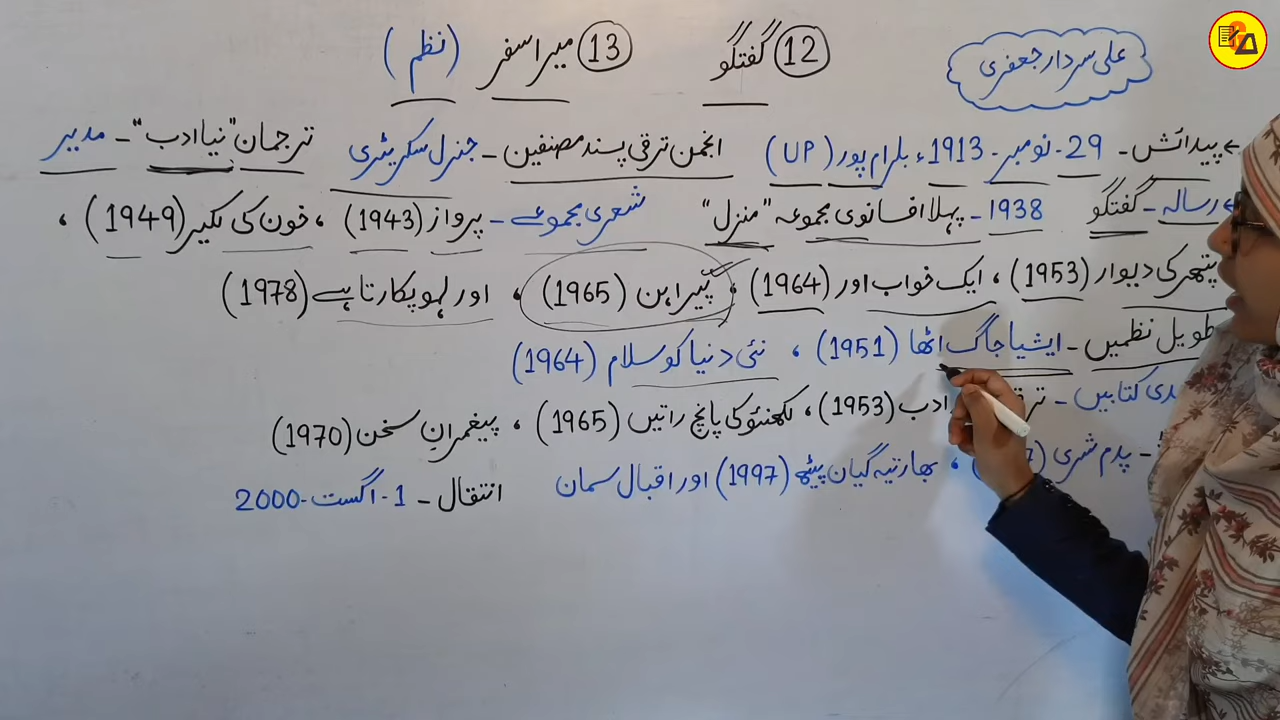 12 گفتگو 13 میرا سفر (نظم)
علی سردار جعفری
پیدائش - 29 - نومبر - 1913ء بلرام پور (UP) انجمن ترقی پسند مصنفین - جنرل سکریٹری ترجمان "نیا ادب" - مدیر
رسالہ - گفتگو 1938 - پہلا افسانوی مجموعہ "منزل" شعری مجموعے - پرواز (1943)، خون کی لکیر (1949)،
پتھر کی دیوار (1953)، ایک خواب اور (1964)، پیراہن (1965)، اور لہو پکارتا ہے (1978)
طویل نظمیں - ایشیا جاگ اٹھا (1951)، نئی دنیا کو سلام (1964)
کتابیں - ادب (1953)، لکھنئو کی پانچ راتیں (1965)، پیغمبرانِ سخن (1970)
- پدم شری ، بھارتیہ گیان پیٹھ (1997) اور اقبال سمان انتقال - 1 - اگست - 2000